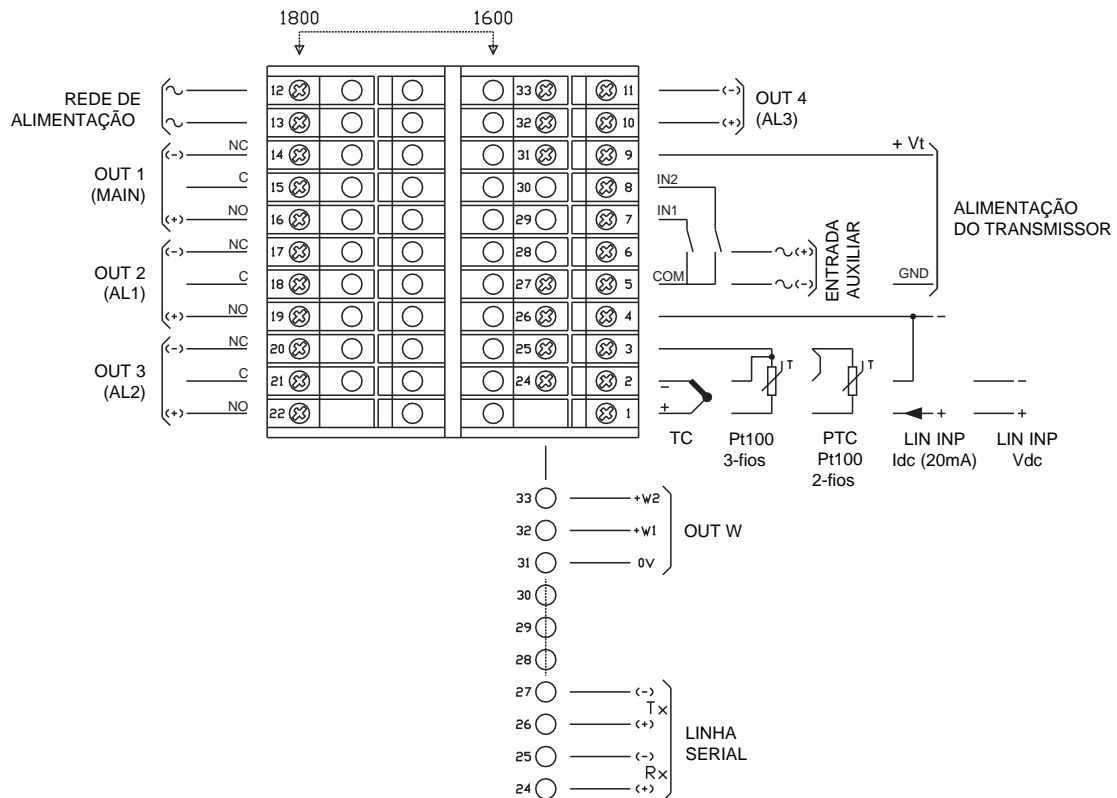 1800 1600
REDE DE
ALIMENTAÇÃO
12 33 11 (-)
13 32 10 (+)
OUT 4
(AL3)
OUT 1
(MAIN)
(-) NC 14 31 9 + Vt
C 15 30 8 IN2
(+) NO 16 29 7 IN1
ALIMENTAÇÃO
DO TRANSMISSOR
OUT 2
(AL1)
(-) NC 17 28 6 (+)
C 18 27 5 COM (-) GND
(+) NO 19 26 4 -
ENTRADA
AUXILIAR
OUT 3
(AL2)
(-) NC 20 25 3 T T
C 21 24 2 - -
(+) NO 22 1 + + +
TC
Pt100
3-fios
PTC
Pt100
2-fios
LIN INP
Idc (20mA)
LIN INP
Vdc
33 +W2
32 +W1
31 0V
OUT W
30
29
28
27 (-)
Tx
26 (+)
25 (-)
Rx
24 (+)
LINHA
SERIAL